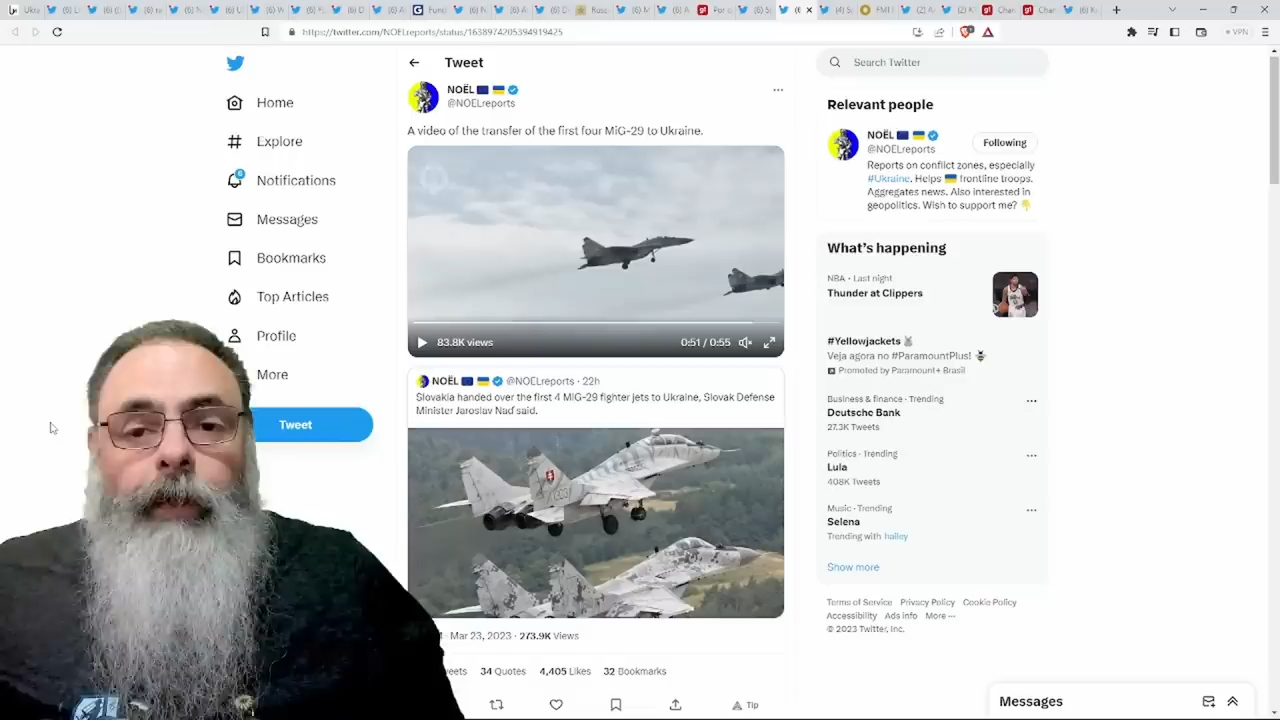 https://twitter.com/NOELreports/status/1638974205394919425
VPN
Home
Explore
6
Notifications
Messages
Bookmarks
Top Articles
Profile
More
Tweet
Tweet
NOËL
@NOELreports
A video of the transfer of the first four MiG-29 to Ukraine.
83.8K views
0:51 / 0:55
NOËL @NOELreports · 22h
Slovakia handed over the first 4 MIG-29 fighter jets to Ukraine, Slovak Defense
Minister Jaroslav Naď said.
Mar 23, 2023 · 273.9K Views
34 Quotes 4,405 Likes 32 Bookmarks
Tip
Search Twitter
Relevant people
NOËL
@NOELreports
Following
Reports on conflict zones, especially
#Ukraine. Helps frontline troops.
Aggregates news. Also interested in
geopolitics. Wish to support me?
What's happening
NBA · Last night
Thunder at Clippers
#Yellowjackets
Veja agora no #ParamountPlus!
Promoted by Paramount+ Brasil
Business & finance · Trending
Deutsche Bank
27.3K Tweets
Politics · Trending
Lula
408K Tweets
Music · Trending
Selena
Trending with hailey
Show more
Terms of Service Privacy Policy Cookie Policy
Accessibility Ads info More ···
© 2023 Twitter, Inc.
Messages